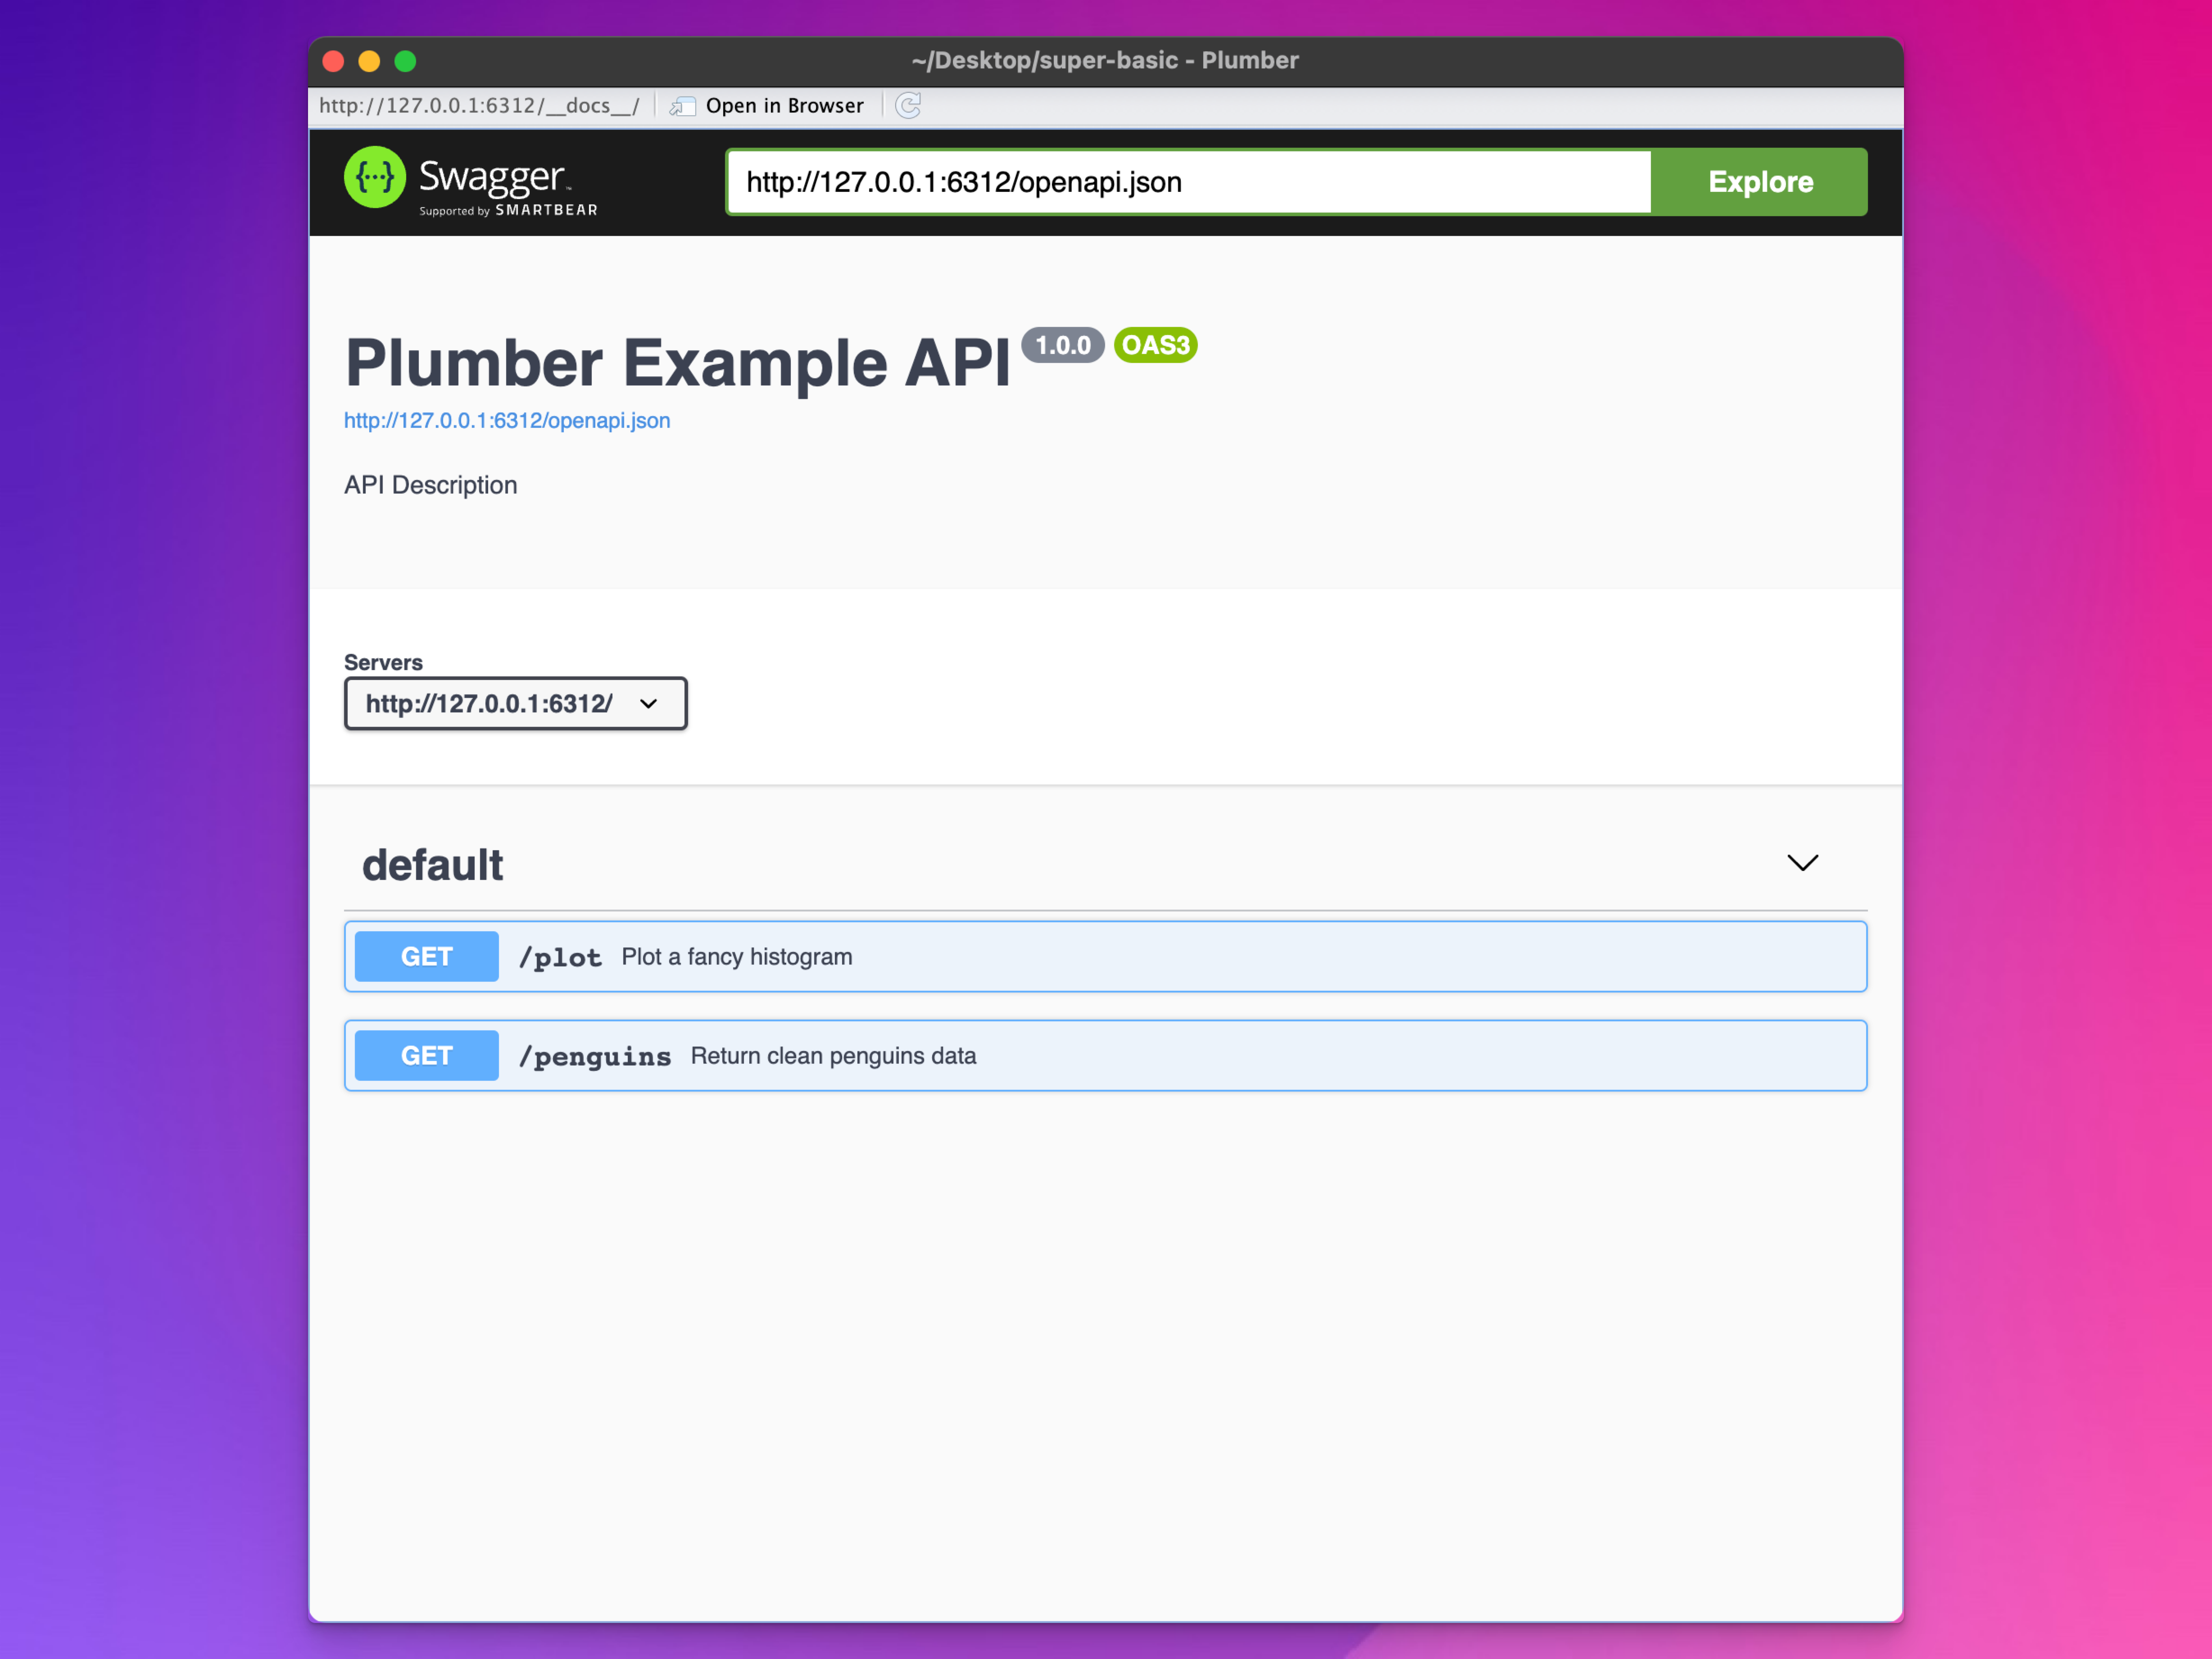 ~/Desktop/super-basic - Plumber
http://127.0.0.1:6312/__docs__/ Open in Browser
{···} Swagger™
Supported by SMARTBEAR
http://127.0.0.1:6312/openapi.json Explore
Plumber Example API 1.0.0 OAS3
http://127.0.0.1:6312/openapi.json
API Description
Servers
http://127.0.0.1:6312/
default
GET /plot Plot a fancy histogram
GET /penguins Return clean penguins data